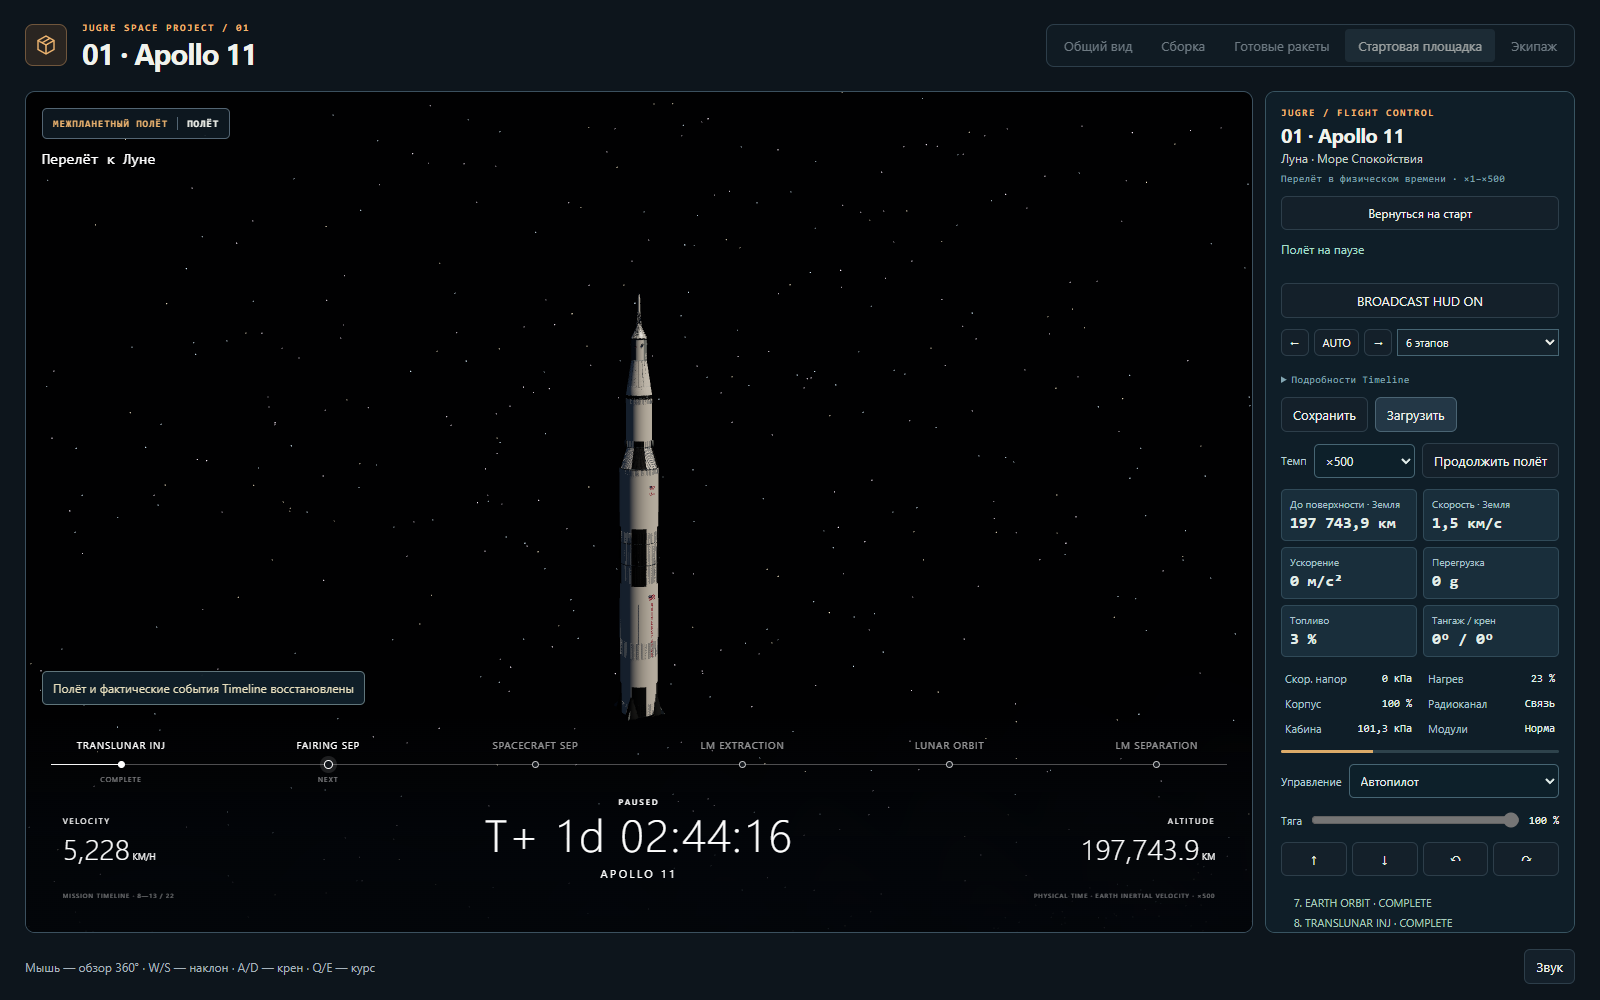 JUGRE SPACE PROJECT / 01
01 · Apollo 11
Общий вид
Сборка
Готовые ракеты
Стартовая площадка
Экипаж
МЕЖПЛАНЕТНЫЙ ПОЛЁТ | ПОЛЁТ
Перелёт к Луне
Полёт и фактические события Timeline восстановлены
TRANSLUNAR INJ
FAIRING SEP
SPACECRAFT SEP
LM EXTRACTION
LUNAR ORBIT
LM SEPARATION
COMPLETE
NEXT
PAUSED
VELOCITY
5,228 КМ/Н
T+ 1d 02:44:16
APOLLO 11
ALTITUDE
197,743.9 КМ
MISSION TIMELINE · 8—13 / 22
PHYSICAL TIME · EARTH INERTIAL VELOCITY · ×500
JUGRE / FLIGHT CONTROL
01 · Apollo 11
Луна · Море Спокойствия
Перелёт в физическом времени · ×1–×500
Вернуться на старт
Полёт на паузе
BROADCAST HUD ON
← AUTO → 6 этапов
▶ Подробности Timeline
Сохранить Загрузить
Темп ×500 Продолжить полёт
До поверхности · Земля
197 743,9 км
Скорость · Земля
1,5 км/с
Ускорение
0 м/с²
Перегрузка
0 g
Топливо
3 %
Тангаж / крен
0° / 0°
Скор. напор 0 кПа Нагрев 23 %
Корпус 100 % Радиоканал Связь
Кабина 101,3 кПа Модули Норма
Управление Автопилот
Тяга 100 %
↑ ↓ ↶ ↷
7. EARTH ORBIT · COMPLETE
8. TRANSLUNAR INJ · COMPLETE
Мышь — обзор 360° · W/S — наклон · A/D — крен · Q/E — курс
Звук